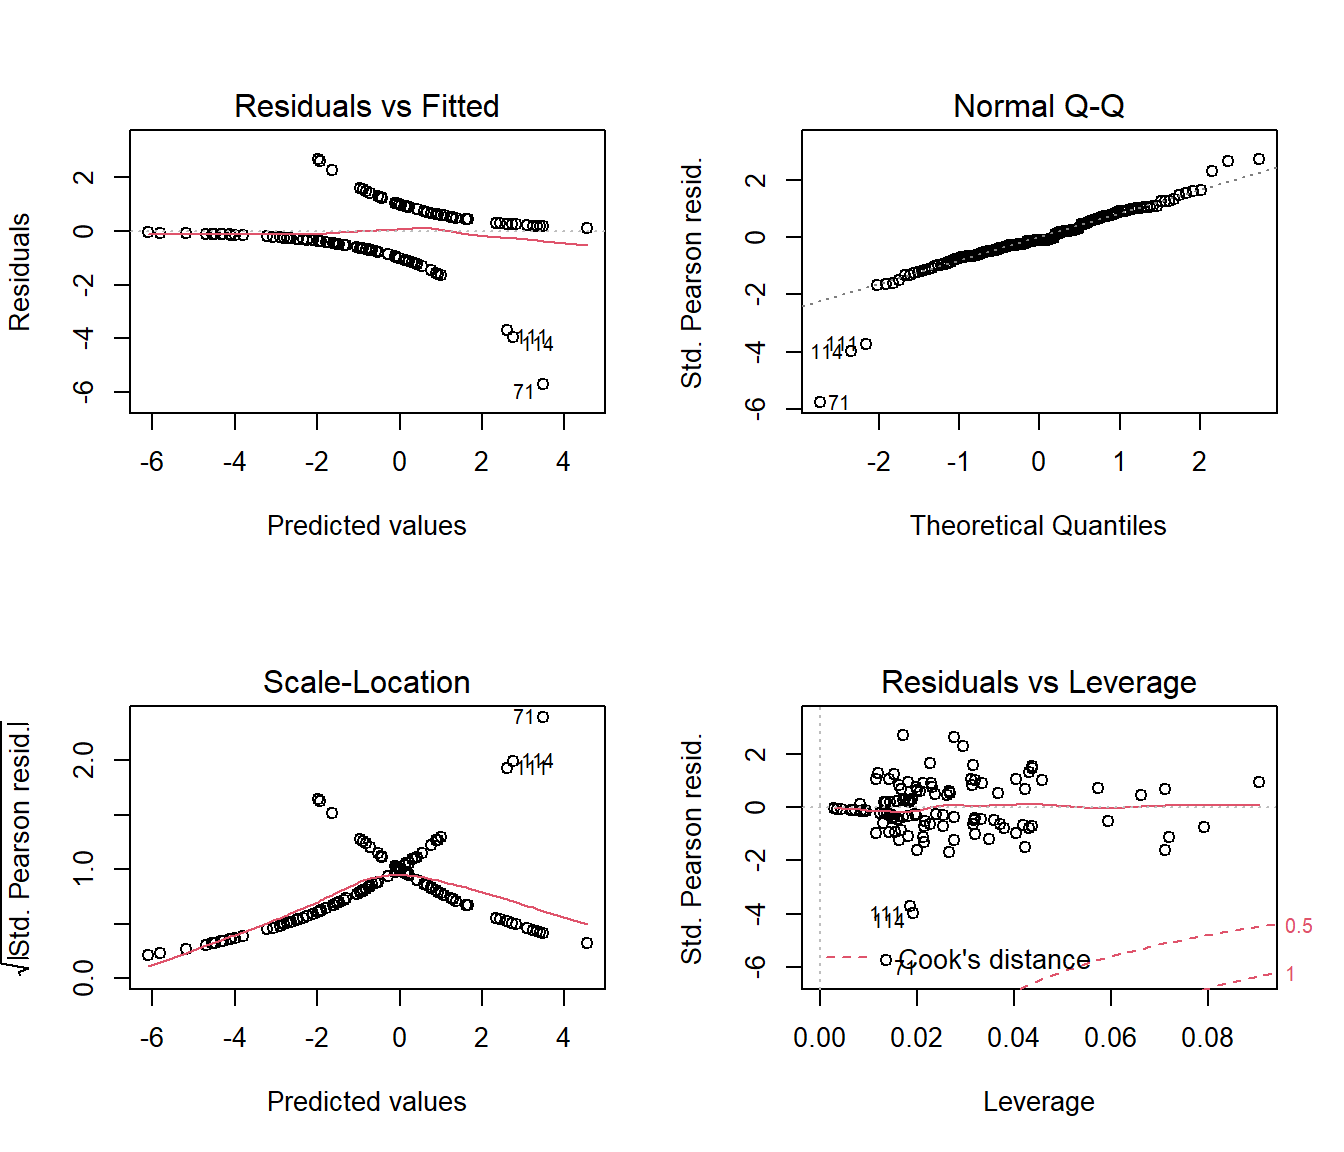 Residuals vs Fitted
Residuals
2
0
-2
-4
-6
111
114
71
-6 -4 -2 0 2 4
Predicted values
Normal Q-Q
Std. Pearson resid.
2
0
-2
-4
-6
111
114
71
-2 -1 0 1 2
Theoretical Quantiles
Scale-Location
√|Std. Pearson resid.|
2.0
1.0
0.0
71
114
111
-6 -4 -2 0 2 4
Predicted values
Residuals vs Leverage
Std. Pearson resid.
2
0
-2
-4
-6
111
114
71
Cook's distance
0.5
1
0.00 0.02 0.04 0.06 0.08
Leverage